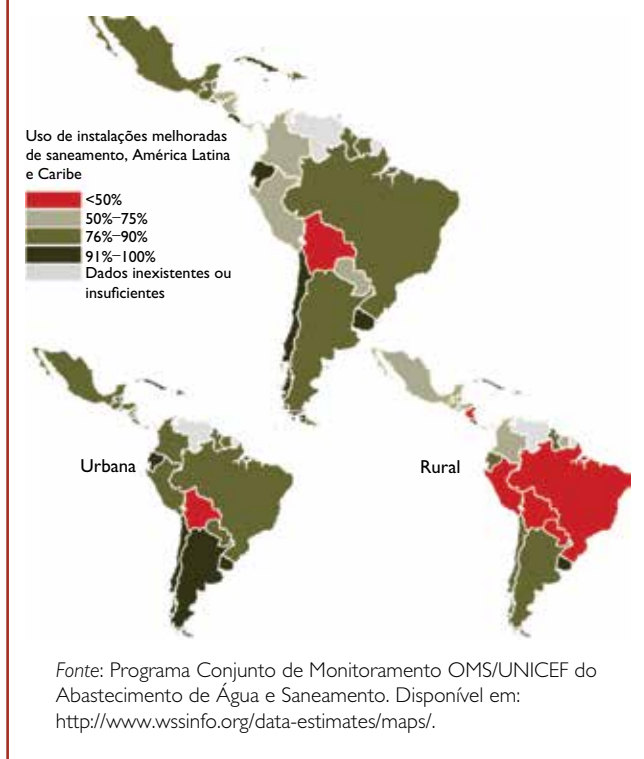 Uso de instalações melhoradas
de saneamento, América Latina
e Caribe
<50%
50%–75%
76%–90%
91%–100%
Dados inexistentes ou
insuficientes
Urbana
Rural
Fonte: Programa Conjunto de Monitoramento OMS/UNICEF do
Abastecimento de Água e Saneamento. Disponível em:
http://www.wssinfo.org/data-estimates/maps/.